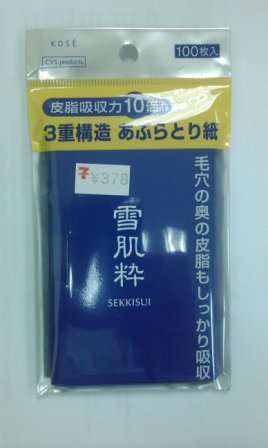 KOSÉ
CVS products
100枚入
皮脂吸収力10倍
3重構造 あぶらとり紙
¥378
毛穴の奥の皮脂もしっかり吸収
雪肌粋
SEKKISUI